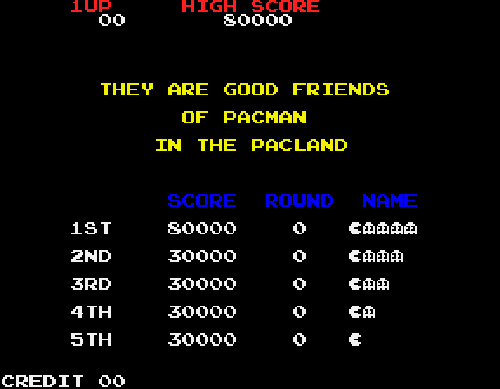 1UP HIGH SCORE
00 80000
THEY ARE GOOD FRIENDS
OF PACMAN
IN THE PACLAND
SCORE ROUND NAME
1ST 80000 0
2ND 30000 0
3RD 30000 0
4TH 30000 0
5TH 30000 0
CREDIT 00